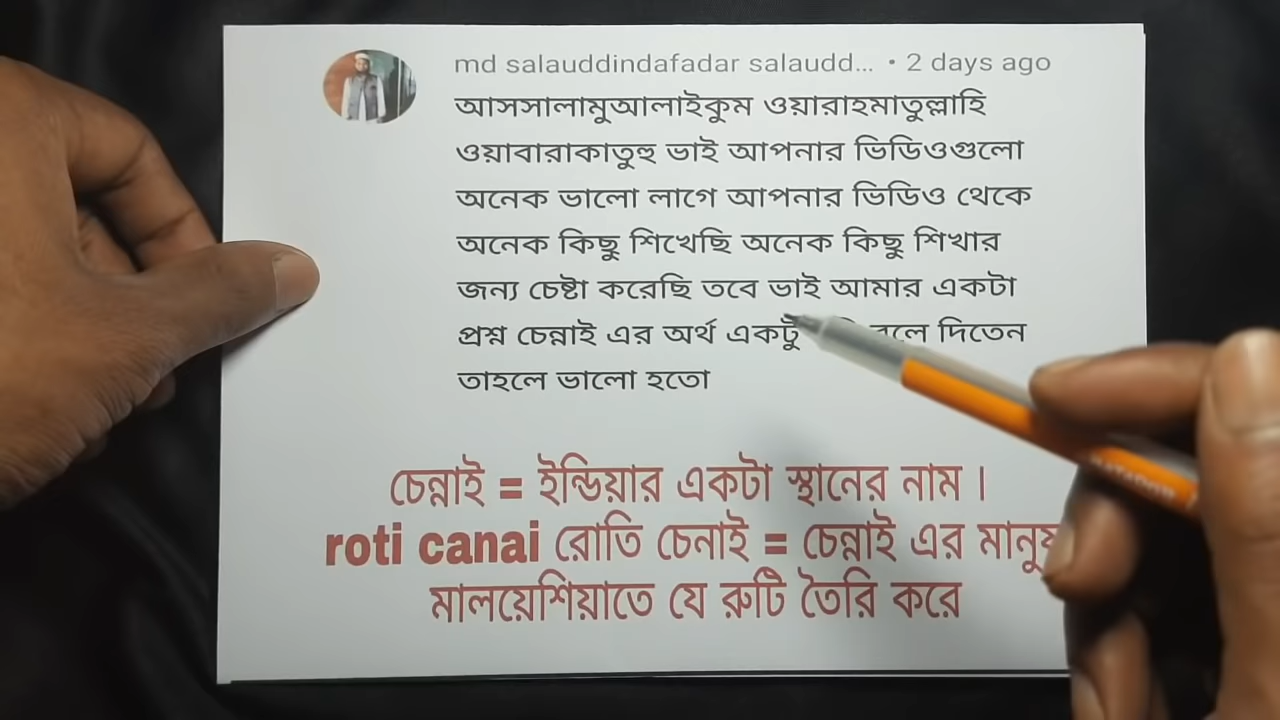 md salauddindafadar salaudd... • 2 days ago
আসসালামুআলাইকুম ওয়ারাহমাতুল্লাহি
ওয়াবারাকাতুহু ভাই আপনার ভিডিওগুলো
অনেক ভালো লাগে আপনার ভিডিও থেকে
অনেক কিছু শিখেছি অনেক কিছু শিখার
জন্য চেষ্টা করেছি তবে ভাই আমার একটা
প্রশ্ন চেন্নাই এর অর্থ একটু বলে দিতেন
তাহলে ভালো হতো
চেন্নাই = ইন্ডিয়ার একটা স্থানের নাম ।
roti canai রোতি চেনাই = চেন্নাই এর মানুষ
মালয়েশিয়াতে যে রুটি তৈরি করে